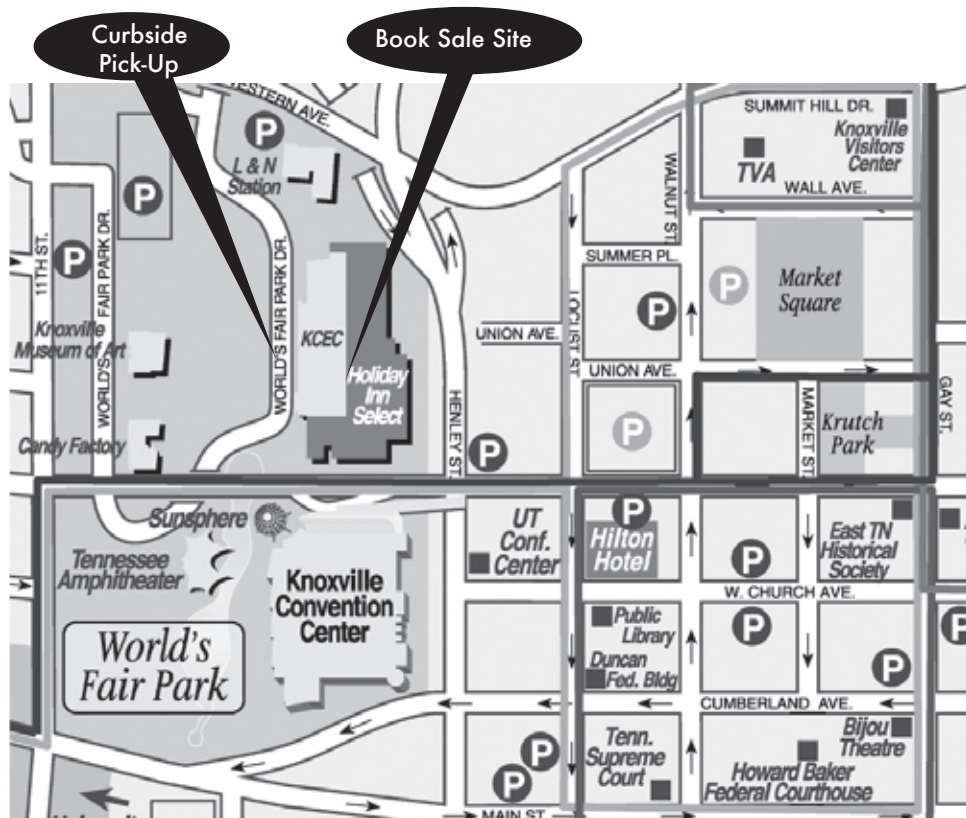 Curbside
Pick-Up
Book Sale Site
WESTERN AVE.
SUMMIT HILL DR.
Knoxville
Visitors
Center
P
L & N
Station
TVA
WALL AVE.
WALNUT ST.
P
11TH ST.
WORLD'S FAIR PARK DR.
WORLD'S FAIR PARK DR.
P
SUMMER PL.
Market
Square
P
P
Knoxville
Museum of Art
KCEC
UNION AVE.
LOCUST ST
UNION AVE.
Holiday
Inn
Select
HENLEY ST.
MARKET ST.
GAY ST.
Krutch
Park
P
P
Candy Factory
Sunsphere
UT
Conf.
Center
P
Hilton
Hotel
P
East TN
Historical
Society
Tennessee
Amphitheater
Knoxville
Convention
Center
W. CHURCH AVE.
Public
Library
P
P
World's
Fair Park
Duncan
Fed. Bldg
P
CUMBERLAND AVE.
Bijou
Theatre
Tenn.
Supreme
Court
P
P
Howard Baker
Federal Courthouse
MAIN ST.